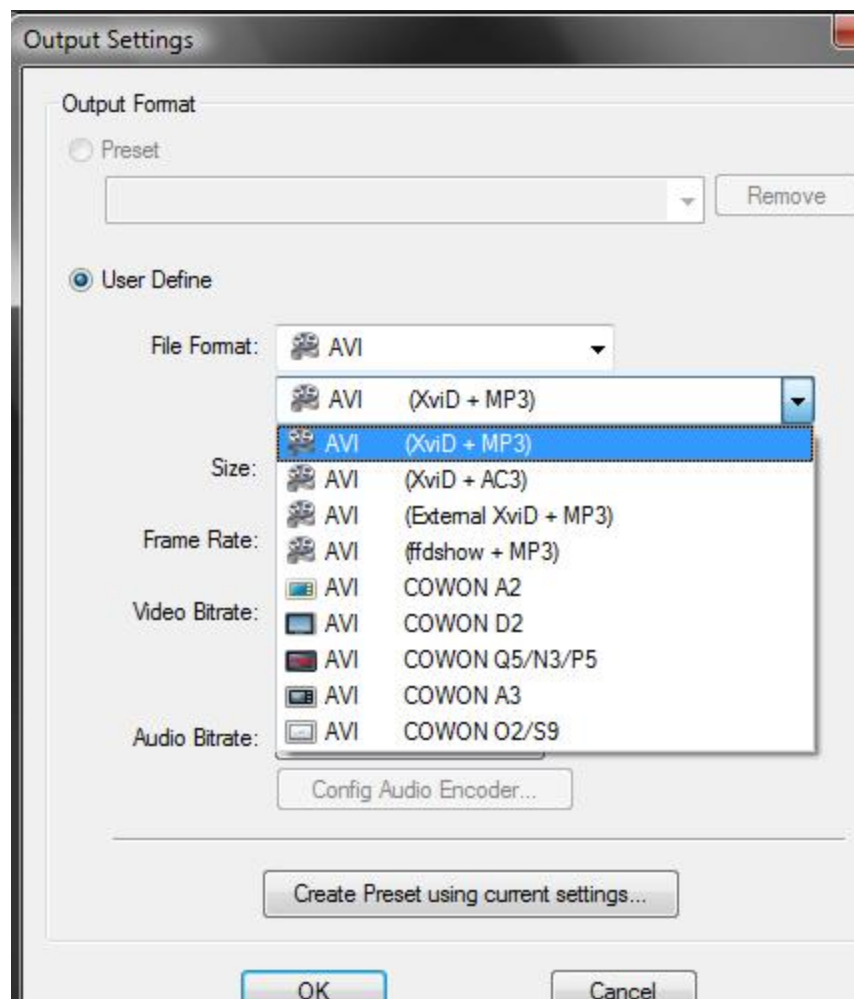 Output Settings
Output Format
Preset
Remove
User Define
File Format: AVI
AVI (XviD + MP3)
AVI (XviD + MP3)
Size:
AVI (XviD + AC3)
AVI (External XviD + MP3)
Frame Rate:
AVI (ffdshow + MP3)
AVI COWON A2
Video Bitrate:
AVI COWON D2
AVI COWON Q5/N3/P5
AVI COWON A3
Audio Bitrate:
AVI COWON O2/S9
Config Audio Encoder...
Create Preset using current settings...
OK Cancel